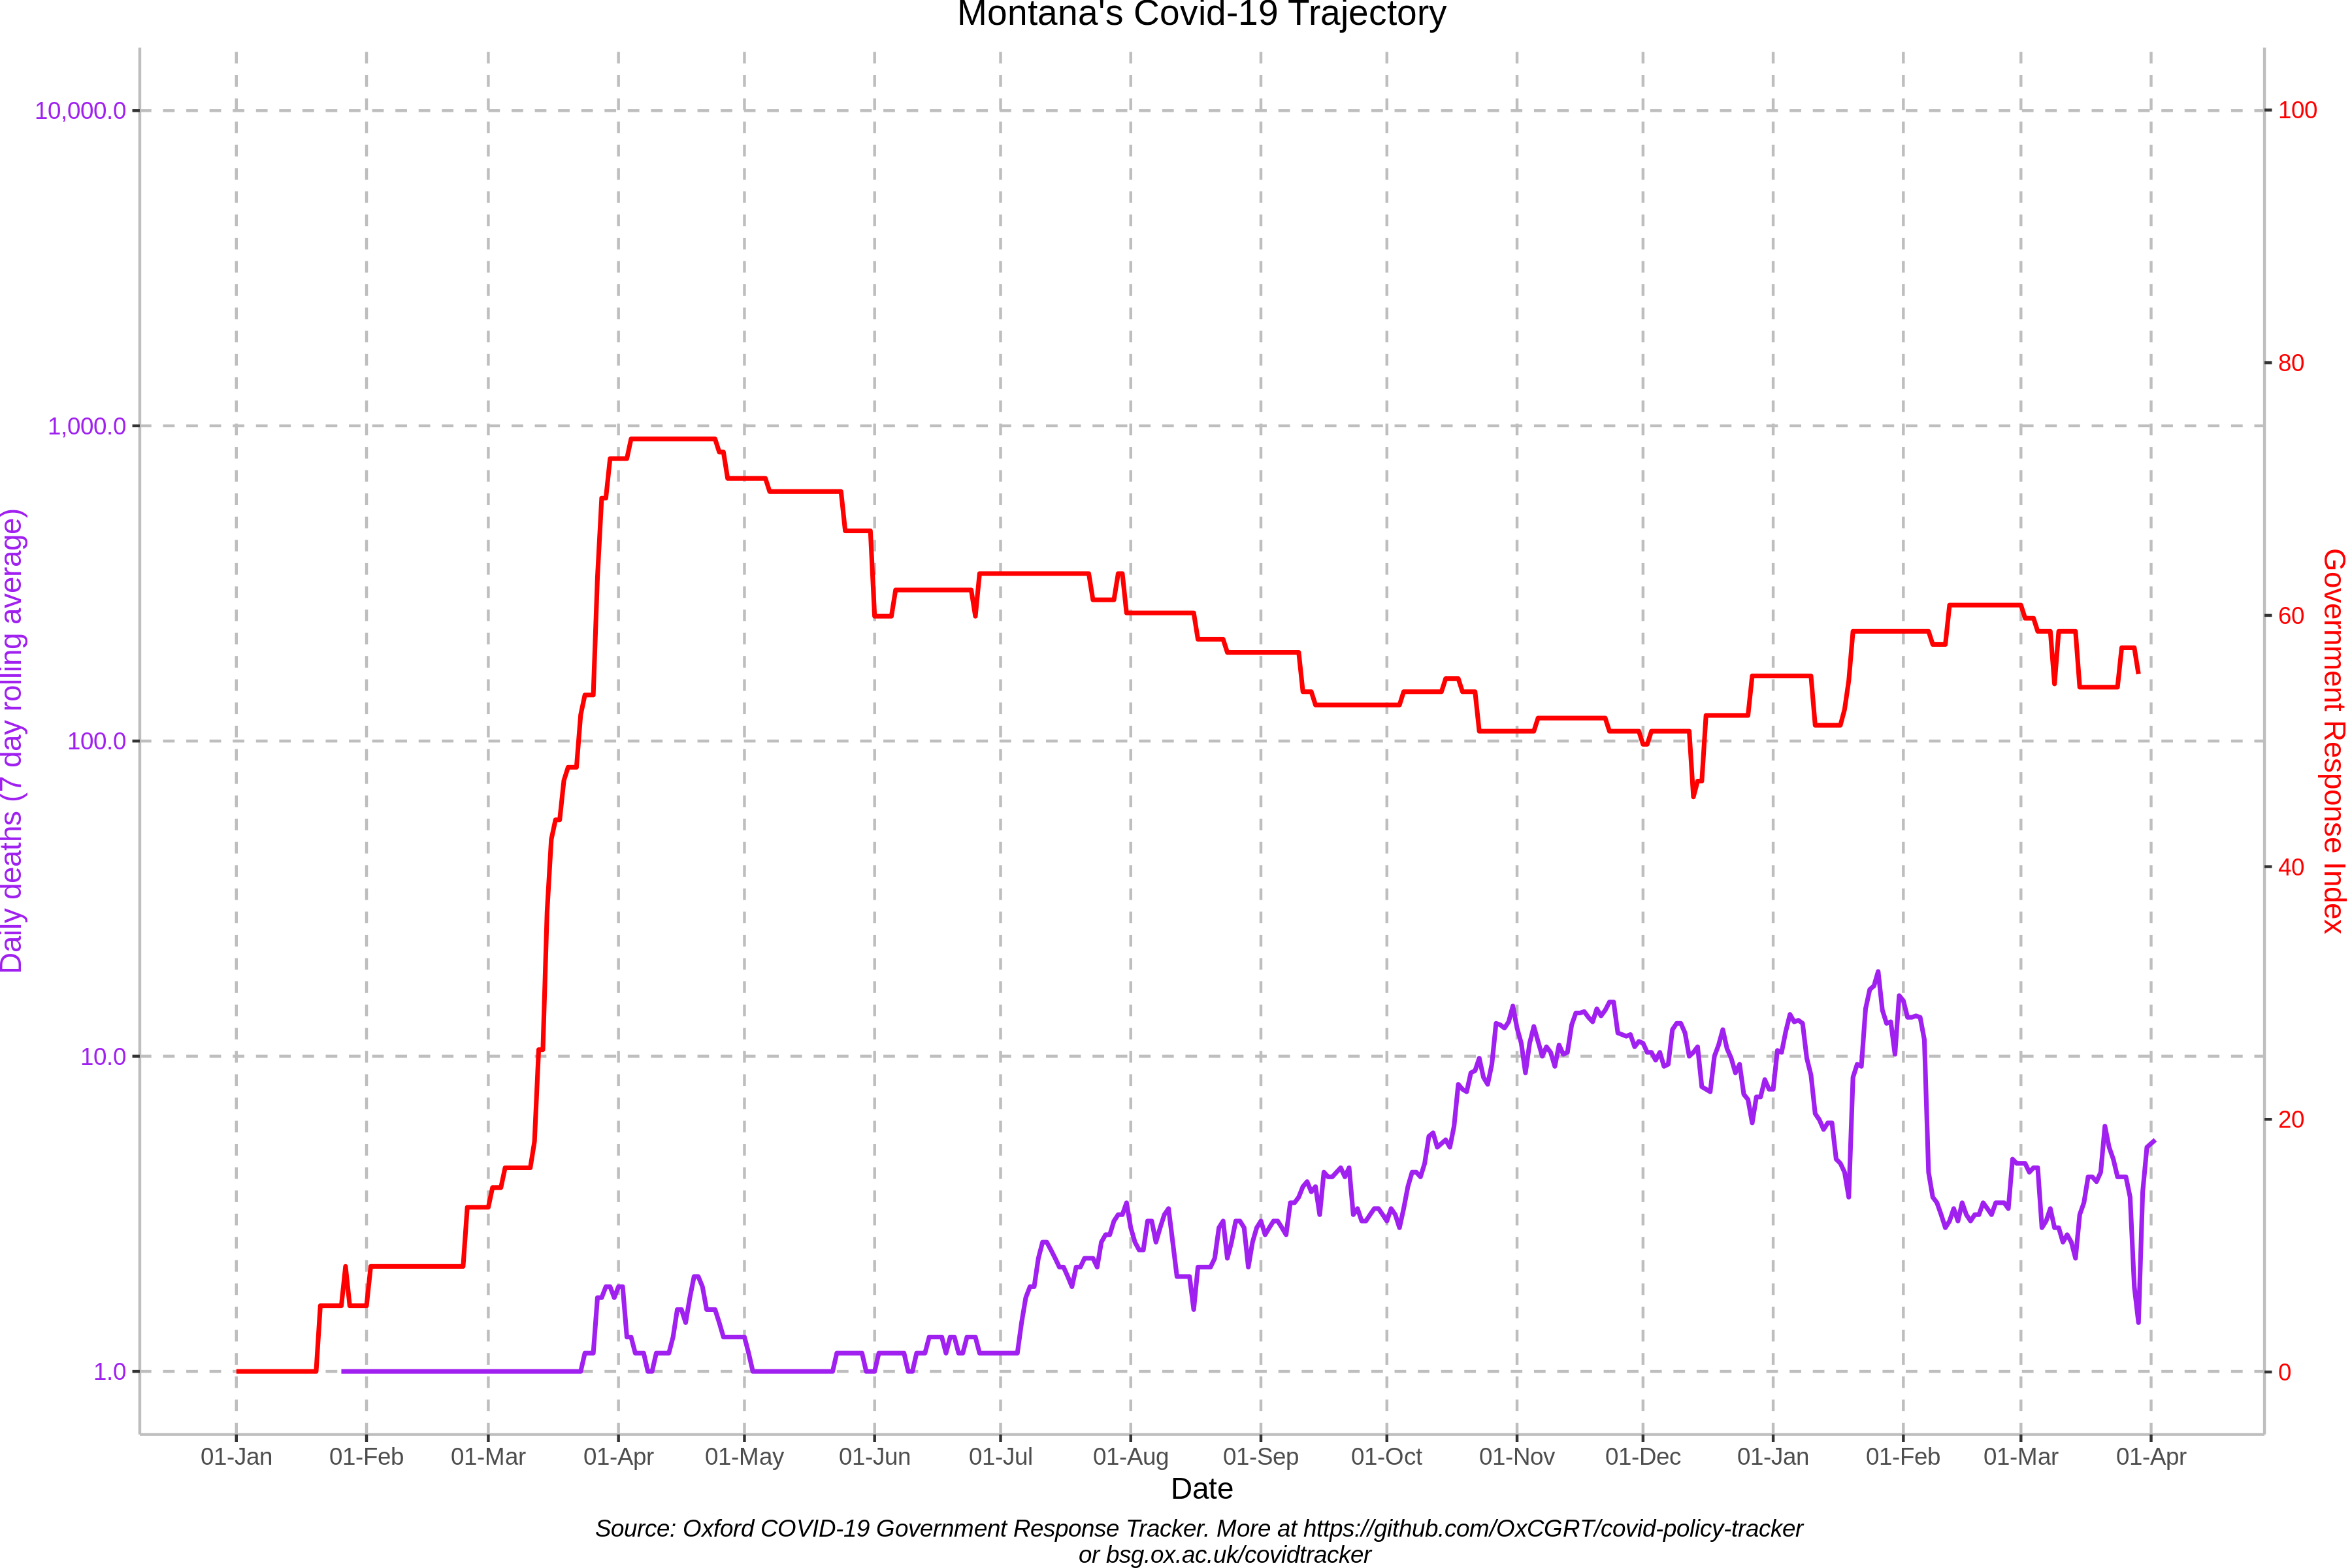 Montana's Covid-19 Trajectory
10,000.0
1,000.0
100.0
10.0
1.0
Daily deaths (7 day rolling average)
100
80
60
40
20
0
Government Response Index
01-Jan 01-Feb 01-Mar 01-Apr 01-May 01-Jun 01-Jul 01-Aug 01-Sep 01-Oct 01-Nov 01-Dec 01-Jan 01-Feb 01-Mar 01-Apr
Date
Source: Oxford COVID-19 Government Response Tracker. More at https://github.com/OxCGRT/covid-policy-tracker
or bsg.ox.ac.uk/covidtracker